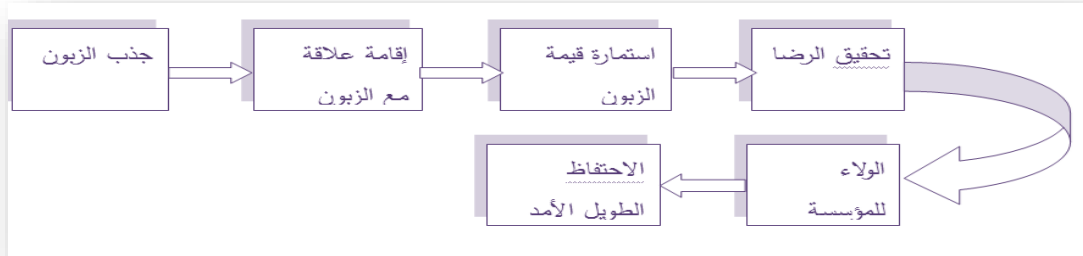 جذب الزبون
إقامة علاقة
مع الزبون
استمارة قيمة
الزبون
تحقيق الرضا
الولاء
للمؤسسة
الاحتفاظ
الطويل الأمد